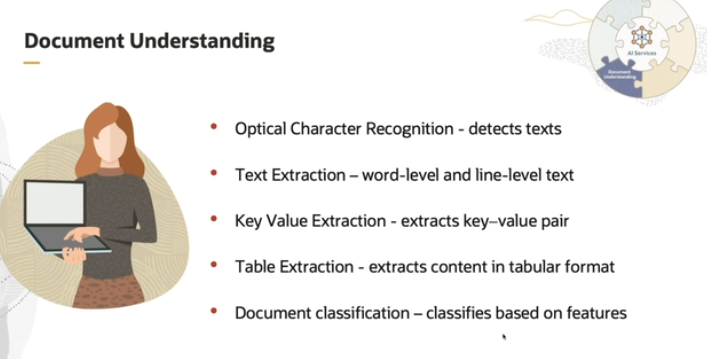 Document Understanding
AI Services
Document
Understanding
Optical Character Recognition - detects texts
Text Extraction – word-level and line-level text
Key Value Extraction - extracts key–value pair
Table Extraction - extracts content in tabular format
Document classification – classifies based on features